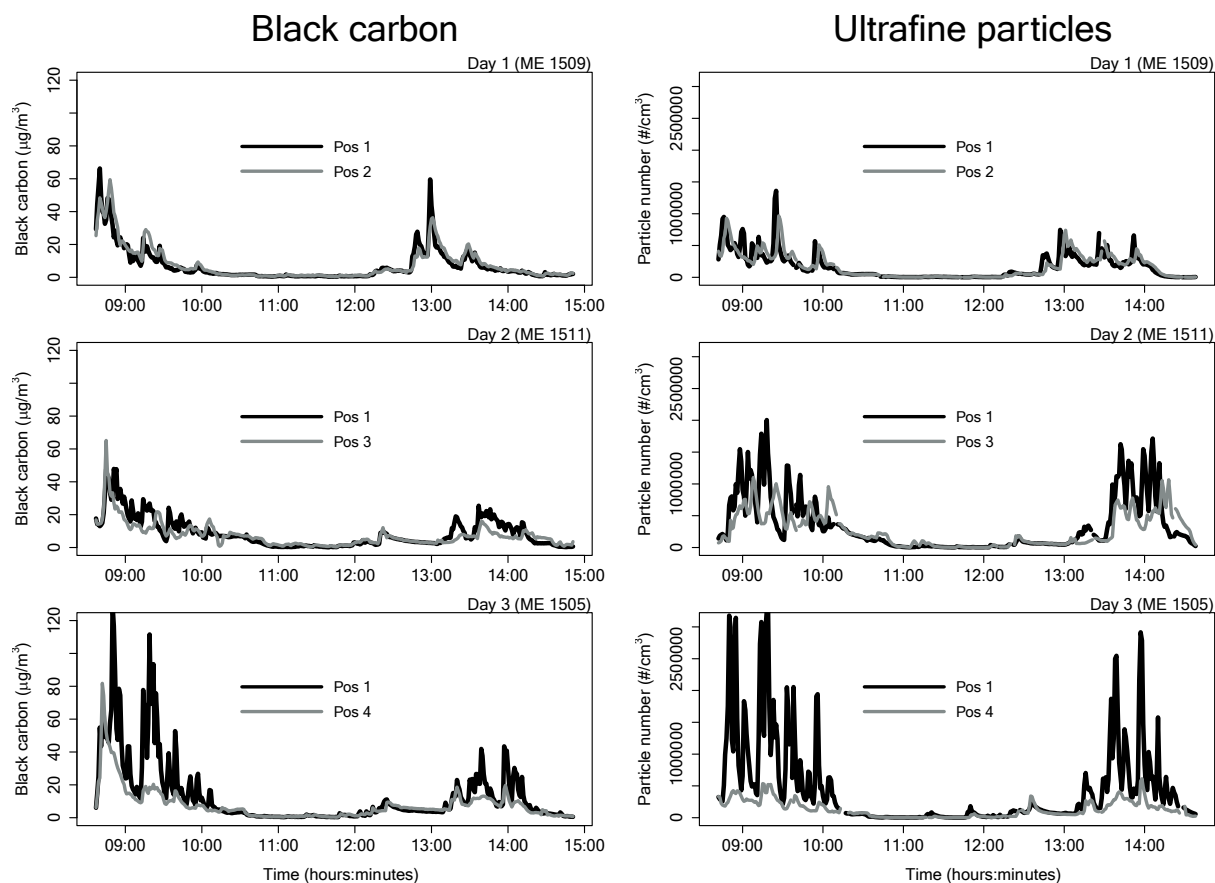 Black carbon
Ultrafine particles
Day 1 (ME 1509)
Black carbon (μg/m³)
0 20 40 60 80 120
Pos 1
Pos 2
09:00 10:00 11:00 12:00 13:00 14:00 15:00
Day 1 (ME 1509)
Particle number (#/cm³)
0 1000000 2500000
Pos 1
Pos 2
09:00 10:00 11:00 12:00 13:00 14:00
Day 2 (ME 1511)
Black carbon (μg/m³)
0 20 40 60 80 120
Pos 1
Pos 3
09:00 10:00 11:00 12:00 13:00 14:00 15:00
Day 2 (ME 1511)
Particle number (#/cm³)
0 1000000 2500000
Pos 1
Pos 3
09:00 10:00 11:00 12:00 13:00 14:00
Day 3 (ME 1505)
Black carbon (μg/m³)
0 20 40 60 80 120
Pos 1
Pos 4
09:00 10:00 11:00 12:00 13:00 14:00 15:00
Time (hours:minutes)
Day 3 (ME 1505)
Particle number (#/cm³)
0 1000000 2500000
Pos 1
Pos 4
09:00 10:00 11:00 12:00 13:00 14:00
Time (hours:minutes)